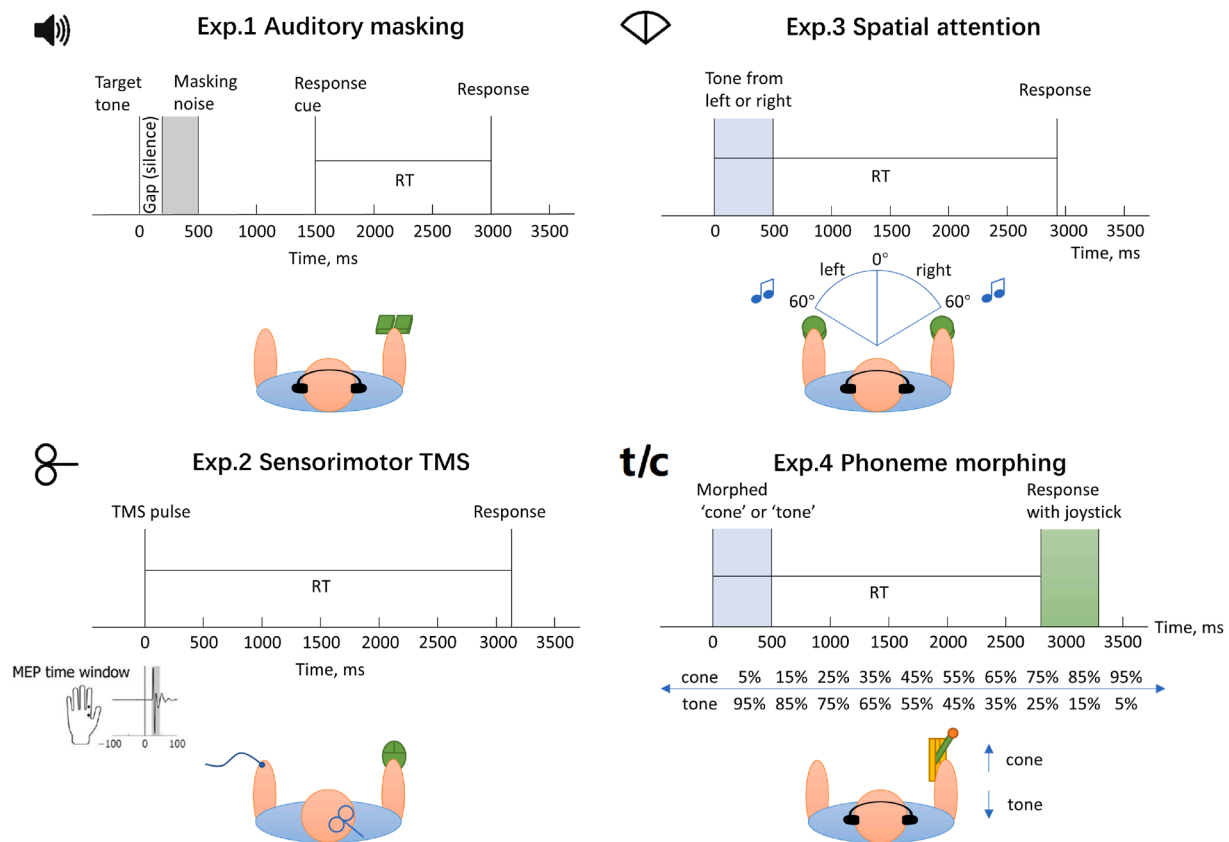 Exp.1 Auditory masking
Target tone
Gap (silence)
Masking noise
Response cue
Response
RT
0 500 1000 1500 2000 2500 3000 3500
Time, ms
Exp.3 Spatial attention
Tone from left or right
Response
RT
0 500 1000 1500 2000 2500 3000 3500
Time, ms
0°
left right
60° 60°
Exp.2 Sensorimotor TMS
TMS pulse
Response
RT
0 500 1000 1500 2000 2500 3000 3500
Time, ms
MEP time window
−100 0 100
t/c
Exp.4 Phoneme morphing
Morphed
‘cone’ or ‘tone’
Response
with joystick
RT
0 500 1000 1500 2000 2500 3000 3500
Time, ms
cone 5% 15% 25% 35% 45% 55% 65% 75% 85% 95%
tone 95% 85% 75% 65% 55% 45% 35% 25% 15% 5%
cone
tone